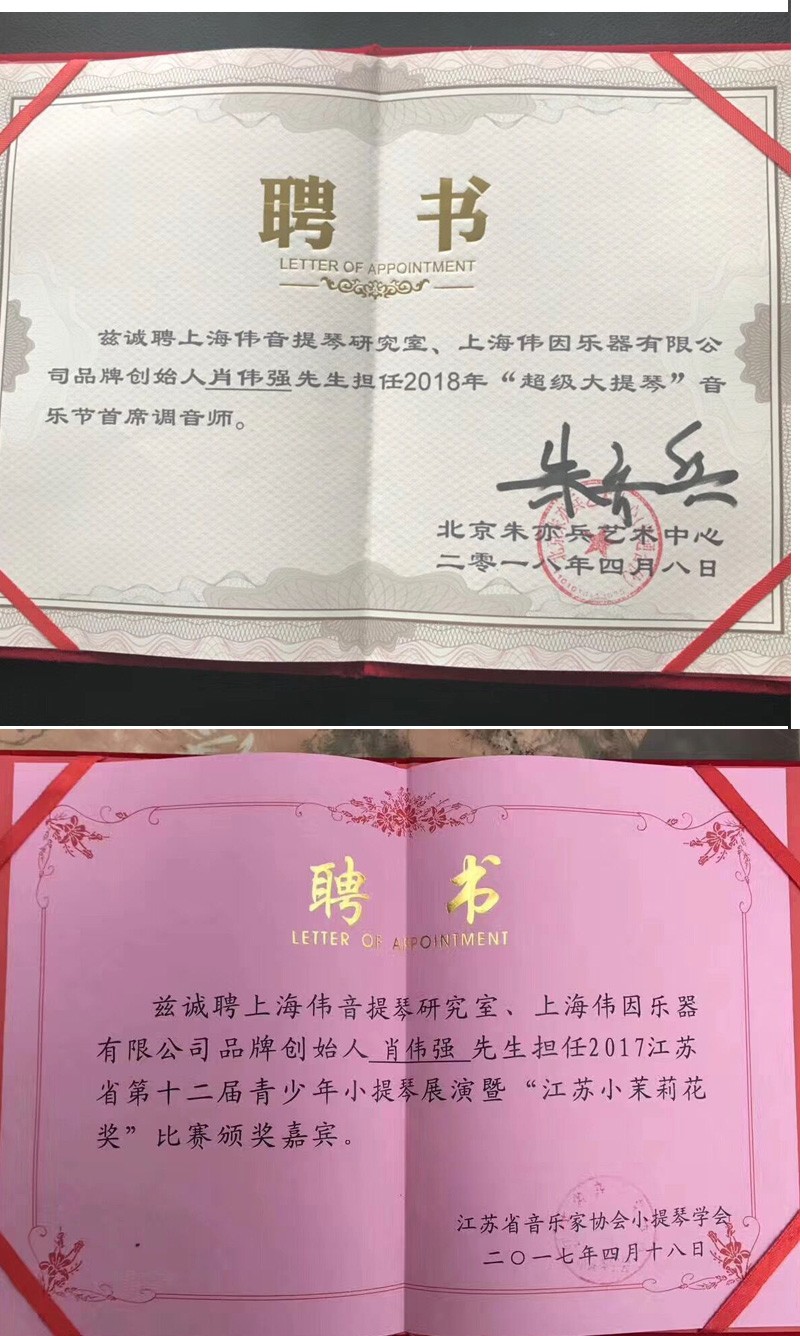 聘 书
LETTER OF APPOINTMENT
兹诚聘上海伟音提琴研究室、上海伟因乐器有限公
司品牌创始人肖伟强先生担任2018年“超级大提琴”音
乐节首席调音师。
朱亦兵
北京朱亦兵艺术中心
二零一八年四月八日
聘 书
LETTER OF APPOINTMENT
兹诚聘上海伟音提琴研究室、上海伟因乐器
有限公司品牌创始人 肖伟强 先生担任2017江苏
省第十二届青少年小提琴展演暨“江苏小茉莉花
奖”比赛颁奖嘉宾。
江苏省音乐家协会小提琴学会
二〇一七年四月十八日